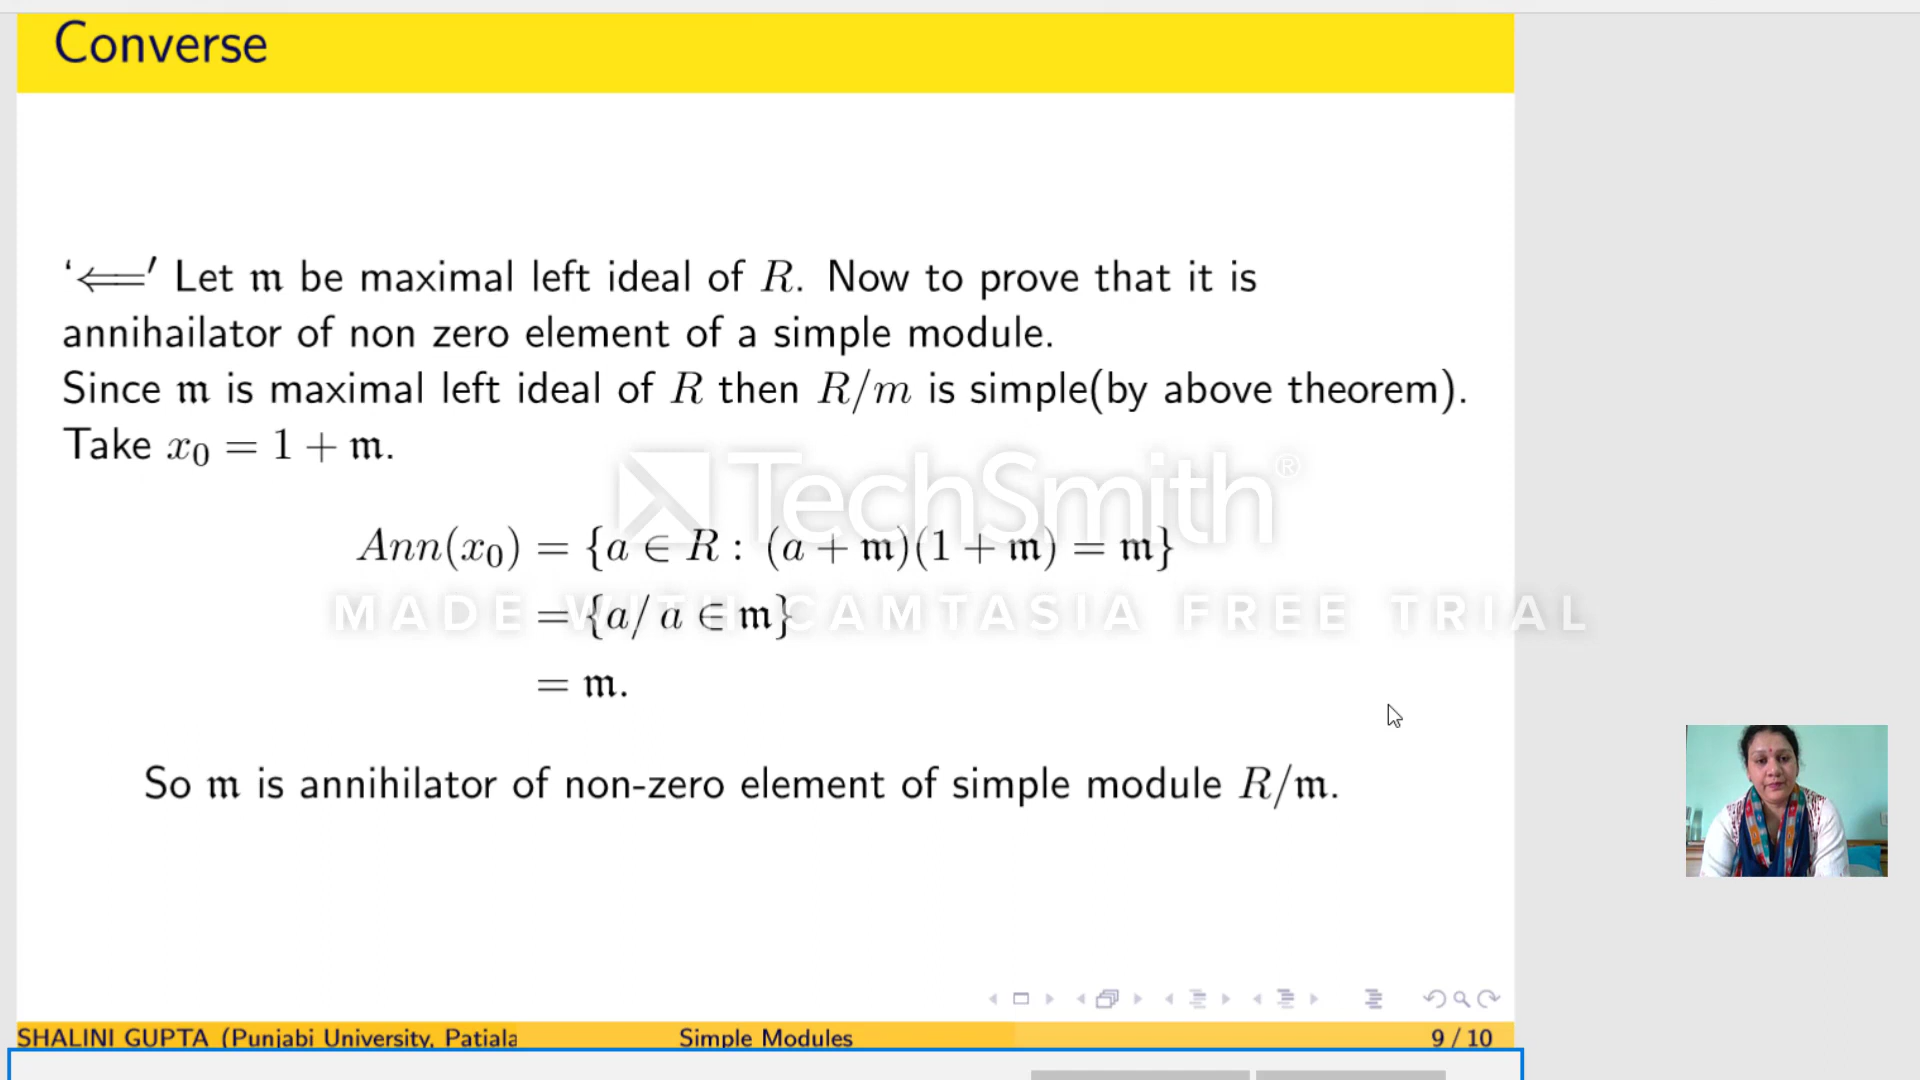 Converse
‘⇐=′ Let 𝔪 be maximal left ideal of R. Now to prove that it is
annihailator of non zero element of a simple module.
Since 𝔪 is maximal left ideal of R then R/m is simple(by above theorem).
Take x₀ = 1 + 𝔪.
TechSmith®
Ann(x₀) = {a ∈ R : (a + 𝔪)(1 + 𝔪) = 𝔪}
MADE WITH CAMTASIA FREE TRIAL
= {a/ a ∈ 𝔪}
= 𝔪.
So 𝔪 is annihilator of non-zero element of simple module R/𝔪.
SHALINI GUPTA (Punjabi University, Patiala Simple Modules 9 / 10